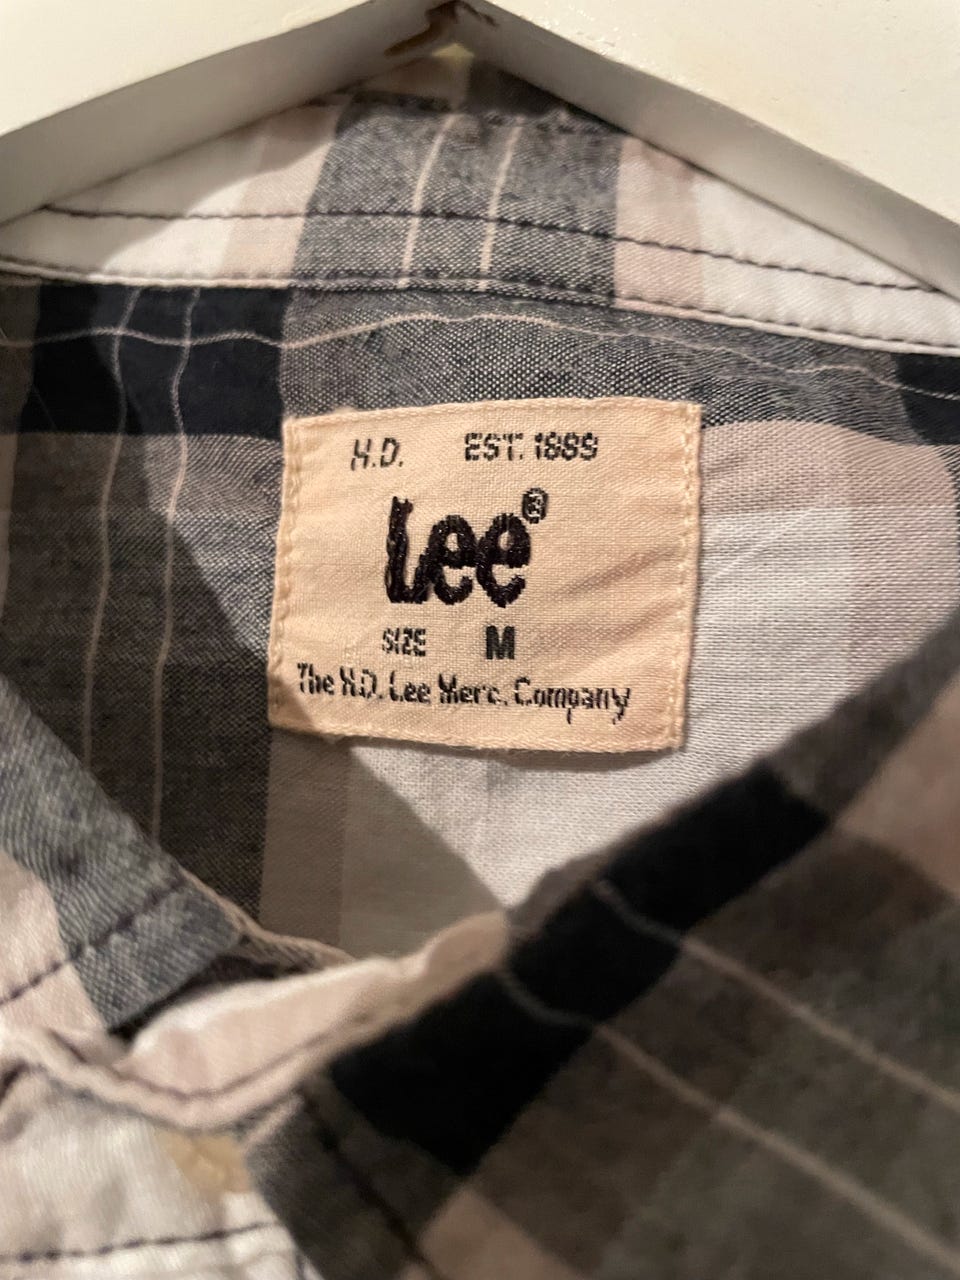 H.D. EST. 1889
Lee®
SIZE M
The H.D. Lee Merc. Company